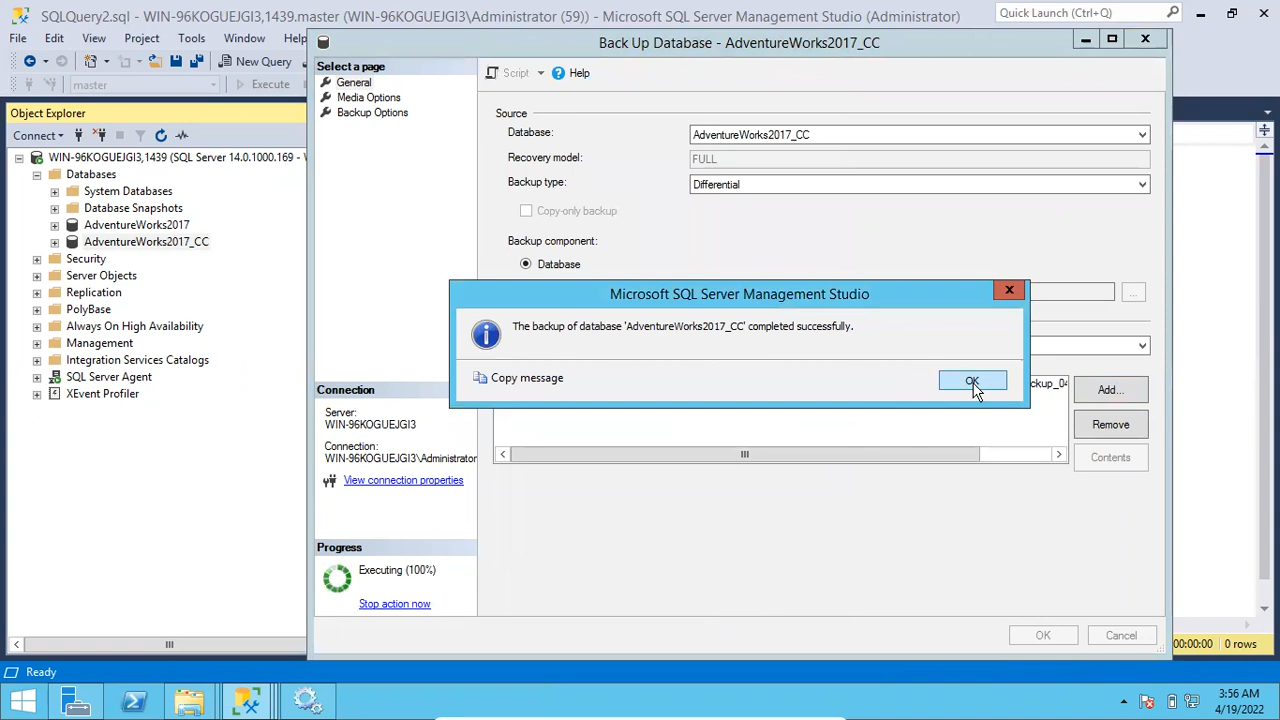 SQLQuery2.sql - WIN-96KOGUEJGI3,1439.master (WIN-96KOGUEJGI3\Administrator (59)) - Microsoft SQL Server Management Studio (Administrator)
Quick Launch (Ctrl+Q)
File Edit View Project Tools Window Help
New Query
master
Execute
Object Explorer
Connect
WIN-96KOGUEJGI3,1439 (SQL Server 14.0.1000.169 - W
Databases
System Databases
Database Snapshots
AdventureWorks2017
AdventureWorks2017_CC
Security
Server Objects
Replication
PolyBase
Always On High Availability
Management
Integration Services Catalogs
SQL Server Agent
XEvent Profiler
Back Up Database - AdventureWorks2017_CC
Select a page
General
Media Options
Backup Options
Script
Help
Source
Database:
AdventureWorks2017_CC
Recovery model:
FULL
Backup type:
Differential
Copy-only backup
Backup component:
Database
...
Microsoft SQL Server Management Studio
X
The backup of database 'AdventureWorks2017_CC' completed successfully.
Copy message
OK
ackup_04
Add...
Remove
Contents
Connection
Server:
WIN-96KOGUEJGI3
Connection:
WIN-96KOGUEJGI3\Administrator
View connection properties
Progress
Executing (100%)
Stop action now
OK
Cancel
00:00:00 0 rows
Ready
3:56 AM
4/19/2022